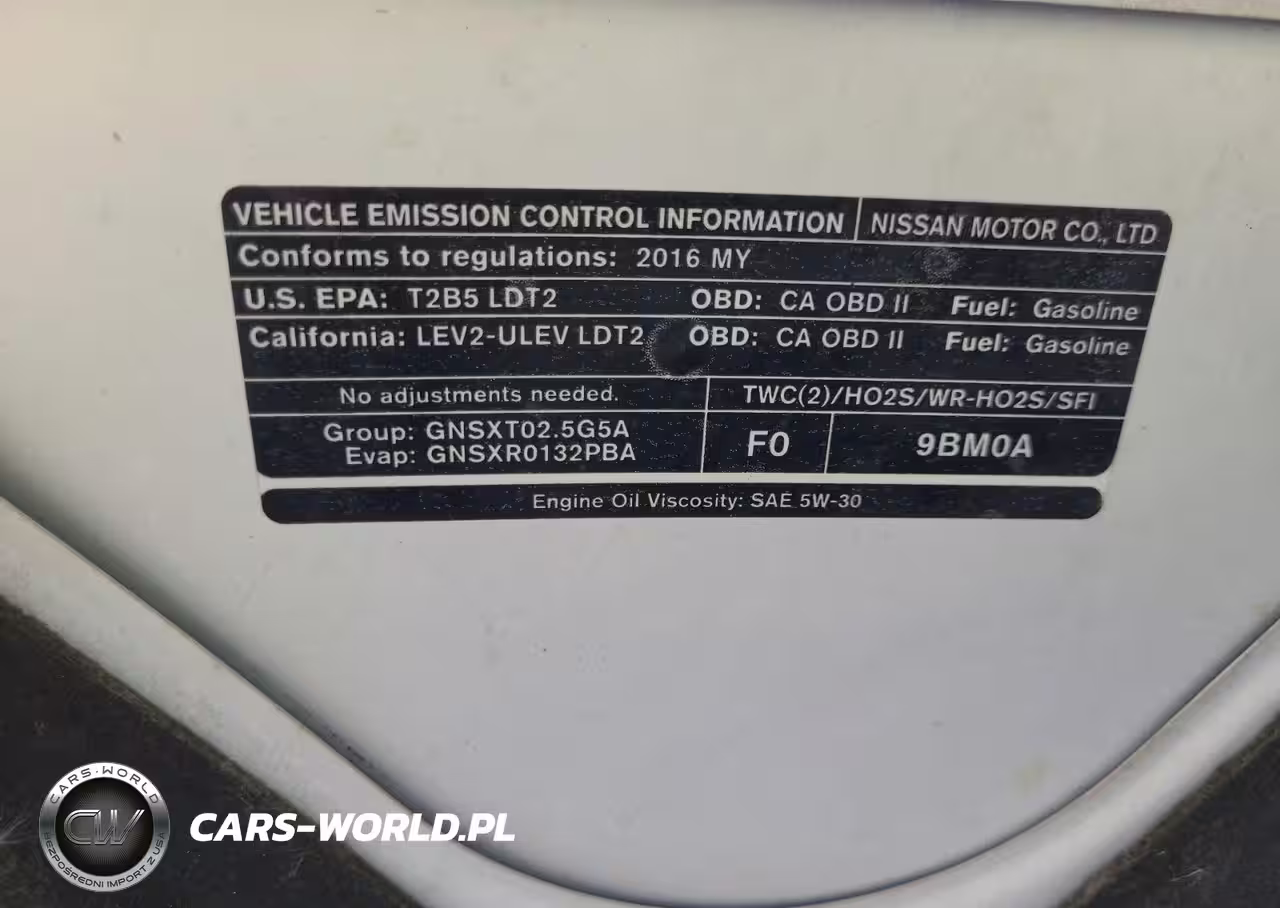 VEHICLE EMISSION CONTROL INFORMATION NISSAN MOTOR CO., LTD
Conforms to regulations: 2016 MY
U.S. EPA: T2B5 LDT2 OBD: CA OBD II Fuel: Gasoline
California: LEV2-ULEV LDT2 OBD: CA OBD II Fuel: Gasoline
No adjustments needed. TWC(2)/HO2S/WR-HO2S/SFI
Group: GNSXT02.5G5A
Evap: GNSXR0132PBA
F0 9BM0A
Engine Oil Viscosity: SAE 5W-30
CARS-WORLD
CW
BEZPOŚREDNI IMPORT Z USA
CARS-WORLD.PL